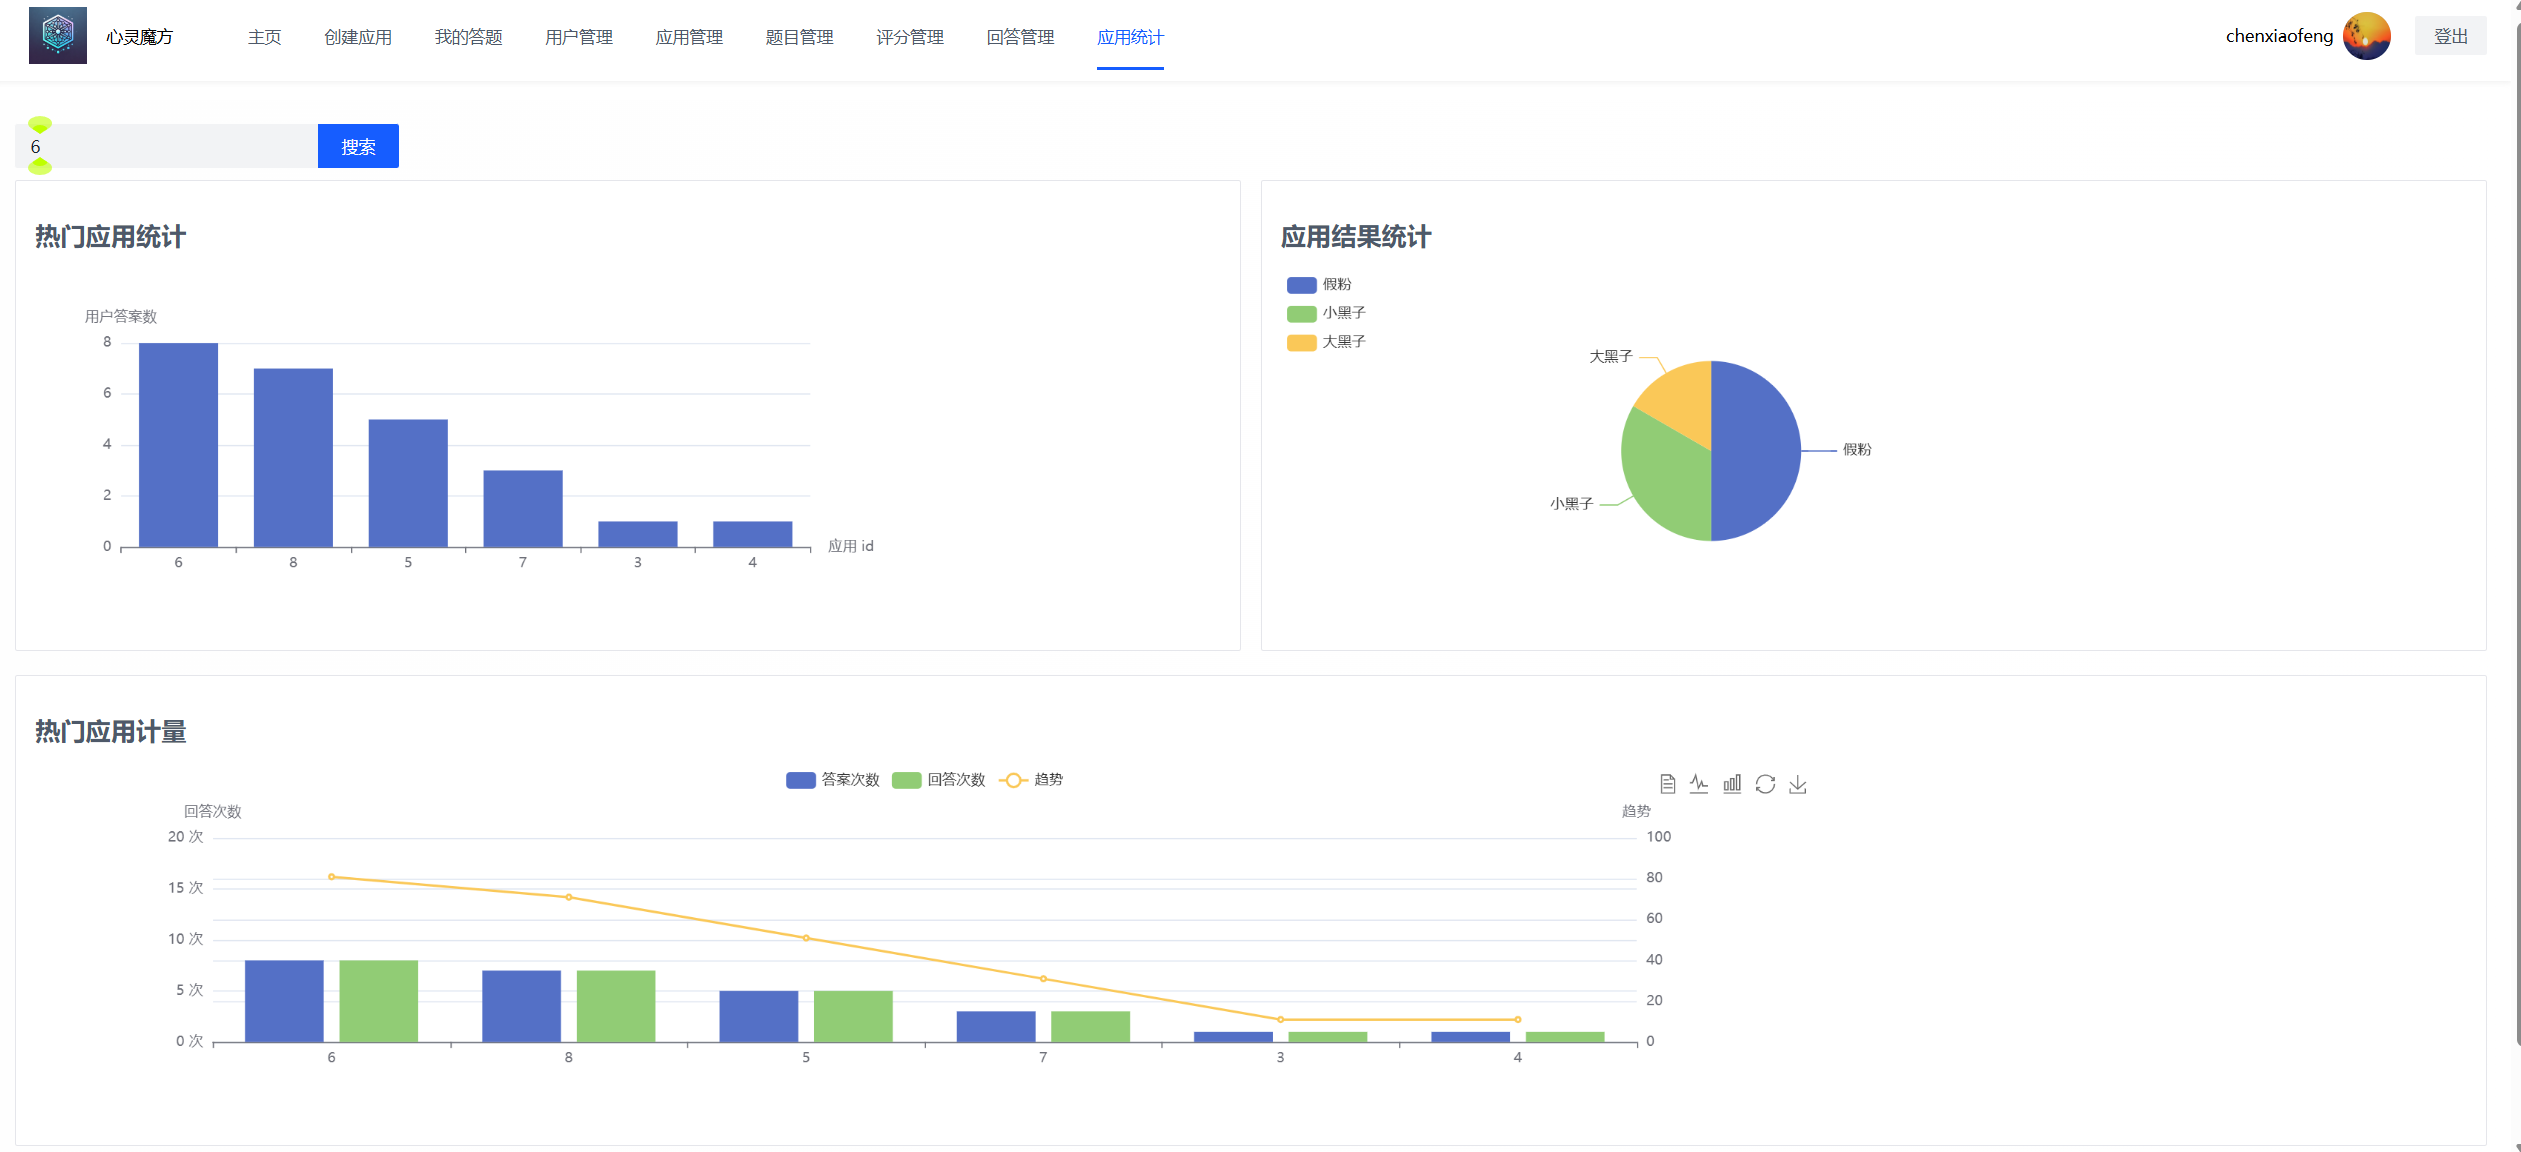 心灵魔方 主页 创建应用 我的答题 用户管理 应用管理 题目管理 评分管理 回答管理 应用统计 chenxiaofeng 登出
6 搜索
热门应用统计
用户答案数
8
6
4
2
0
6 8 5 7 3 4
应用 id
应用结果统计
假粉
小黑子
大黑子
大黑子
假粉
小黑子
热门应用计量
答案次数 回答次数 趋势
回答次数 趋势
20 次 100
80
15 次
60
10 次
40
5 次
20
0 次 0
6 8 5 7 3 4